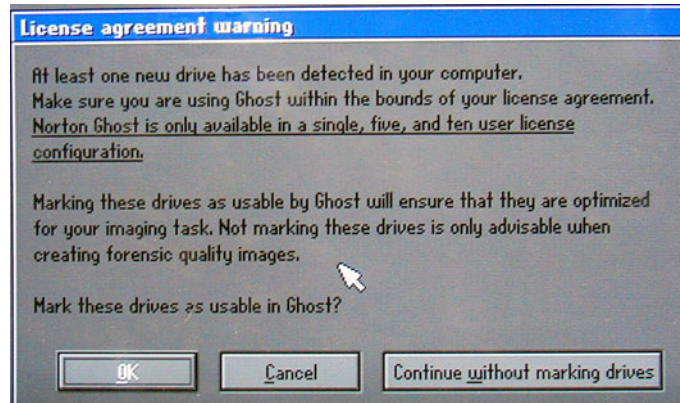 License agreement warning
At least one new drive has been detected in your computer.
Make sure you are using Ghost within the bounds of your license agreement.
Norton Ghost is only available in a single, five, and ten user license
configuration.
Marking these drives as usable by Ghost will ensure that they are optimized
for your imaging task. Not marking these drives is only advisable when
creating forensic quality images.
Mark these drives as usable in Ghost?
OK Cancel Continue without marking drives